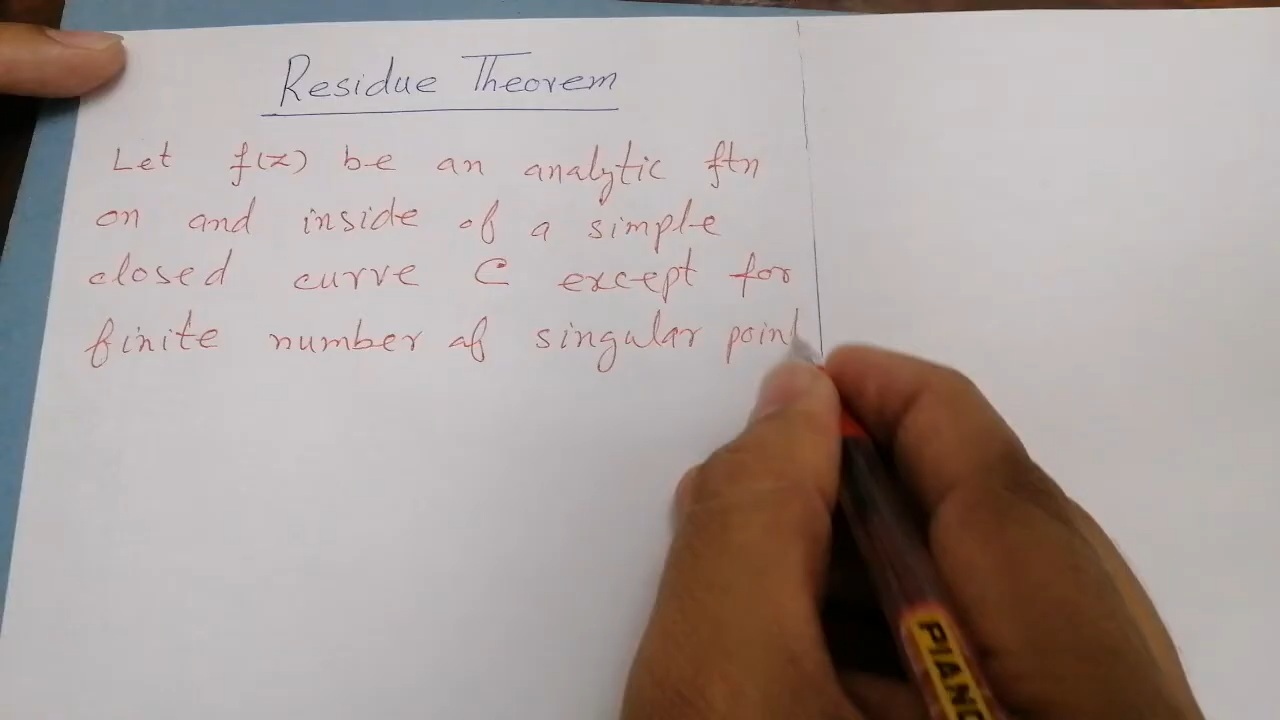 Residue Theorem
Let f(z) be an analytic ftn
on and inside of a simple
closed curve C except for
finite number of singular point
PIANO